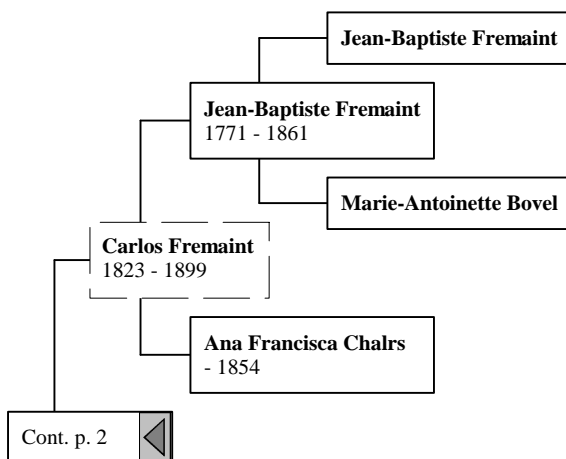 Jean-Baptiste Fremaint
Jean-Baptiste Fremaint
1771 - 1861
Marie-Antoinette Bovel
Carlos Fremaint
1823 - 1899
Ana Francisca Chalrs
- 1854
Cont. p. 2